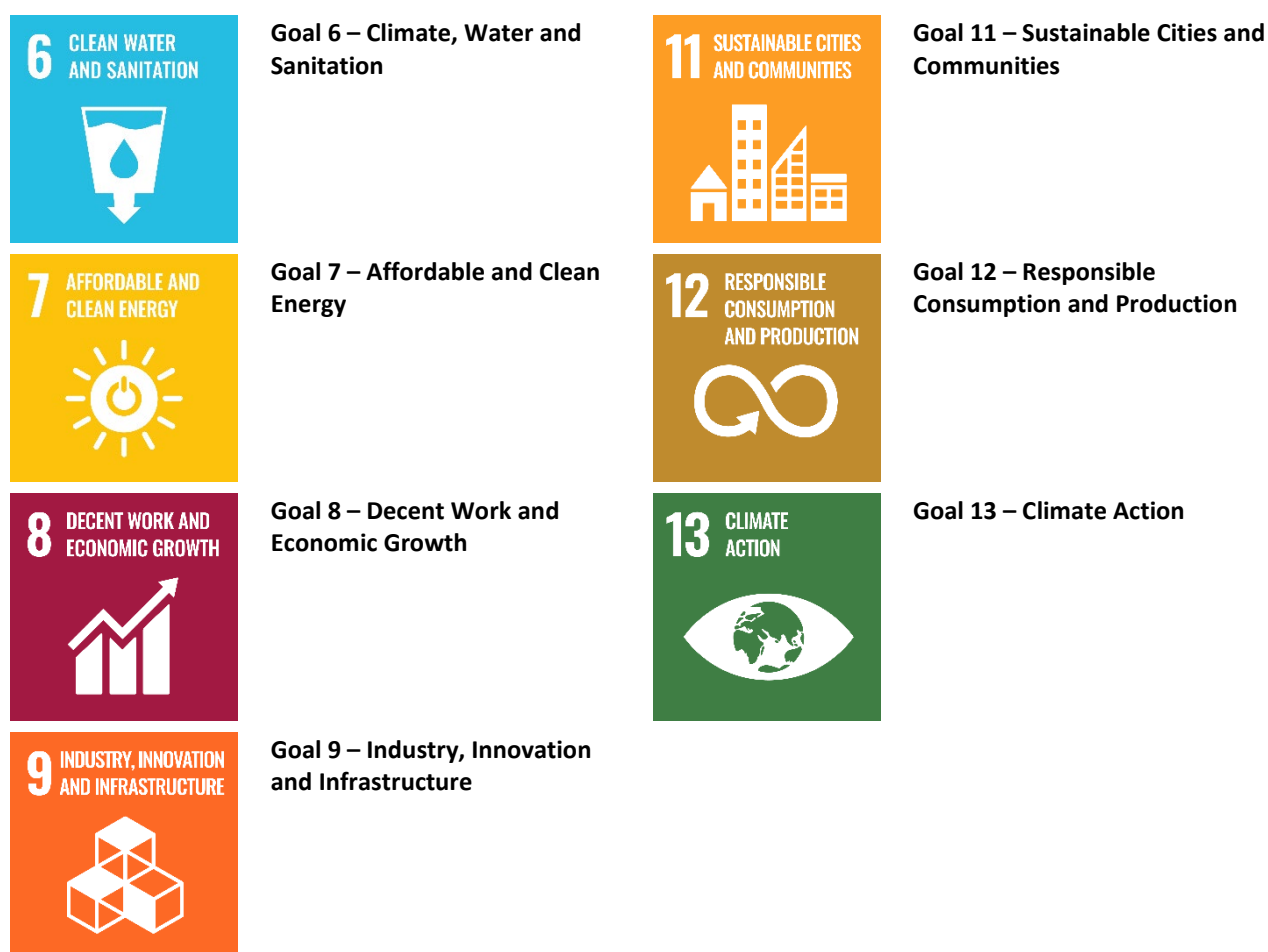 6 CLEAN WATER
AND SANITATION
Goal 6 – Climate, Water and
Sanitation
7 AFFORDABLE AND
CLEAN ENERGY
Goal 7 – Affordable and Clean
Energy
8 DECENT WORK AND
ECONOMIC GROWTH
Goal 8 – Decent Work and
Economic Growth
9 INDUSTRY, INNOVATION
AND INFRASTRUCTURE
Goal 9 – Industry, Innovation
and Infrastructure
11 SUSTAINABLE CITIES
AND COMMUNITIES
Goal 11 – Sustainable Cities and
Communities
12 RESPONSIBLE
CONSUMPTION
AND PRODUCTION
Goal 12 – Responsible
Consumption and Production
13 CLIMATE
ACTION
Goal 13 – Climate Action